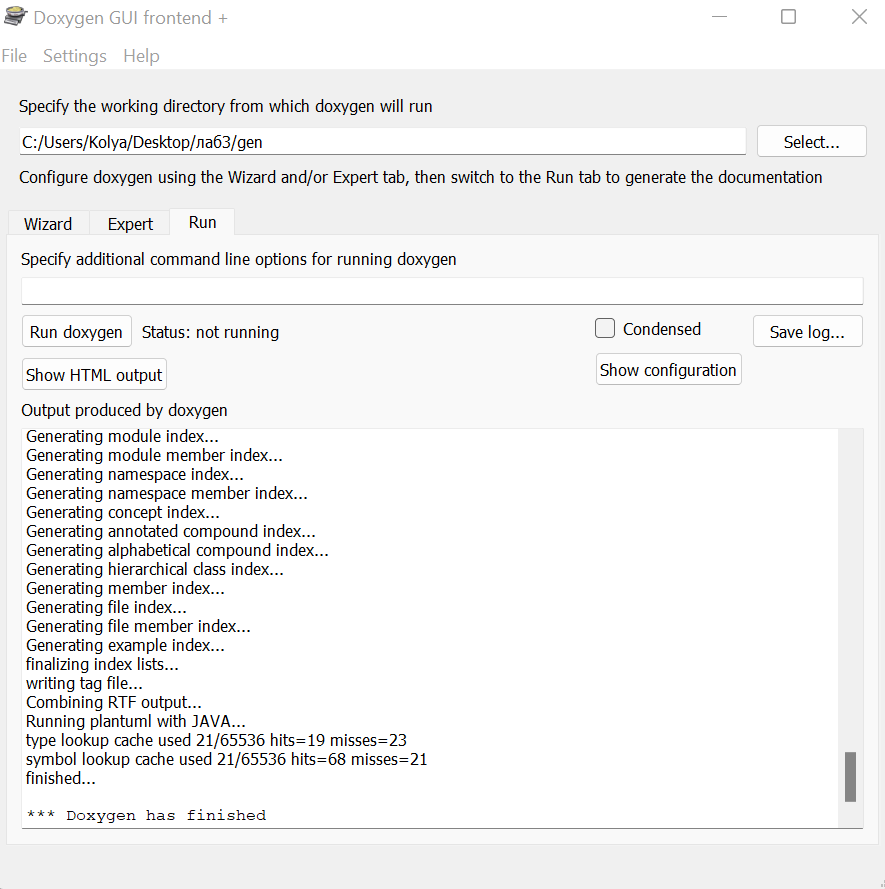 Doxygen GUI frontend +
File Settings Help
Specify the working directory from which doxygen will run
C:/Users/Kolya/Desktop/лаб3/gen
Select...
Configure doxygen using the Wizard and/or Expert tab, then switch to the Run tab to generate the documentation
Wizard Expert Run
Specify additional command line options for running doxygen
Run doxygen Status: not running Condensed Save log...
Show HTML output Show configuration
Output produced by doxygen
Generating module index...
Generating module member index...
Generating namespace index...
Generating namespace member index...
Generating concept index...
Generating annotated compound index...
Generating alphabetical compound index...
Generating hierarchical class index...
Generating member index...
Generating file index...
Generating file member index...
Generating example index...
finalizing index lists...
writing tag file...
Combining RTF output...
Running plantuml with JAVA...
type lookup cache used 21/65536 hits=19 misses=23
symbol lookup cache used 21/65536 hits=68 misses=21
finished...
*** Doxygen has finished